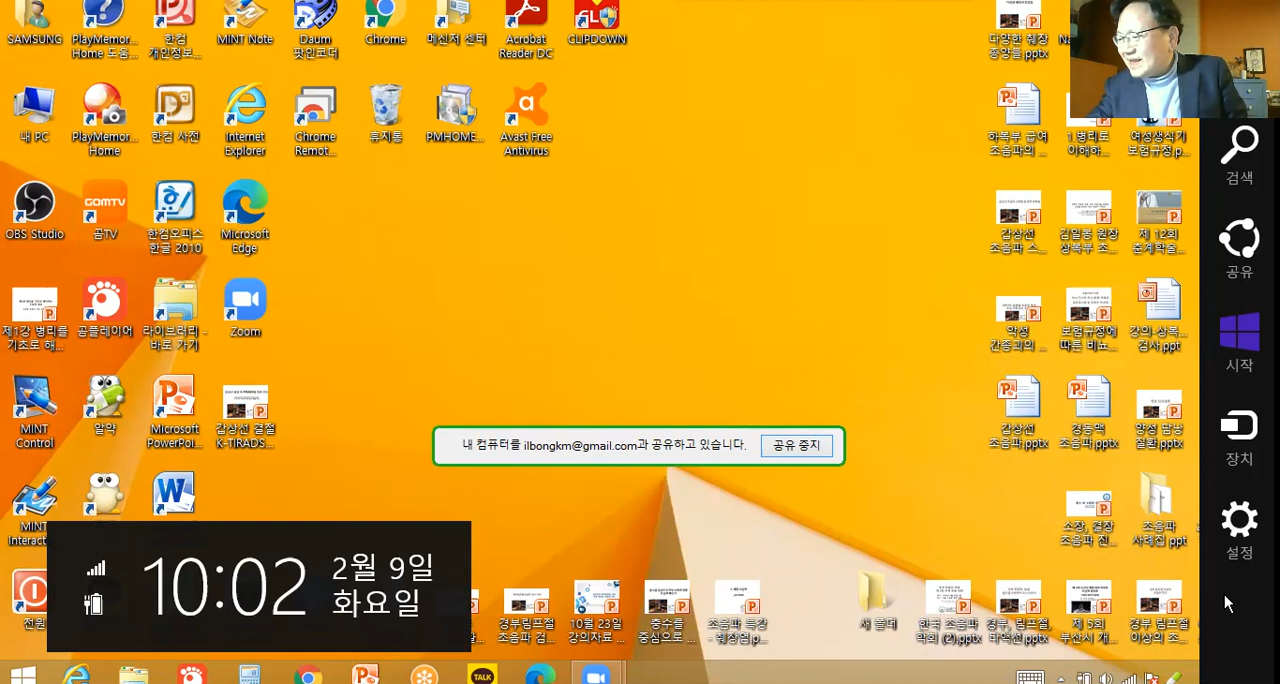 SAMSUNG
PlayMemor...
Home 도움...
한컴
개인정보...
MINT Note
Daum
팟인코더
Chrome
메신저 센터
Acrobat
Reader DC
CLIPDOWN
다양한 췌장
종양들.pptx
내 PC
PlayMemor...
Home
한컴 사전
Internet
Explorer
Chrome
Remot...
휴지통
PMHOME...
Avast Free
Antivirus
하복부 급여
초음파의 ...
1.병리로
이해하...
여성생식기
보험규정.p...
검색
OBS Studio
GOMTV
곰TV
한컴오피스
한글 2010
Microsoft
Edge
갑상선
초음파 스...
김일봉 원장
상복부 초...
제 12회
춘계학술...
공유
제1강 병리를
기초로 해...
곰플레이어
라이브러리 -
바로 가기
Zoom
악성
간종괴의 ...
보험규정에
따른 비뇨...
강의-상복...
검사.ppt
시작
MINT
Control
알약
Microsoft
PowerPoi...
갑상선 결절
K-TIRADS...
내 컴퓨터를 ilbongkm@gmail.com과 공유하고 있습니다.
공유 중지
갑상선
초음파.pptx
경동맥
초음파.pptx
양성 담낭
질환.pptx
장치
MINT
Interac
소장, 결장
초음파 진...
초음파
사례집 ppt
설정
10:02
2월 9일
화요일
전원
경부림프절
초음파 검...
10월 23일
강의자료 ...
증수를
중심으로 ...
초음파 특강
- 췌장염.p...
새 폴더
한국 초음파
학회 (2).pptx
경부, 림프절,
타액선.pptx
제 5회
부산시 개...
경부 림프절
이상의 초...
TALK